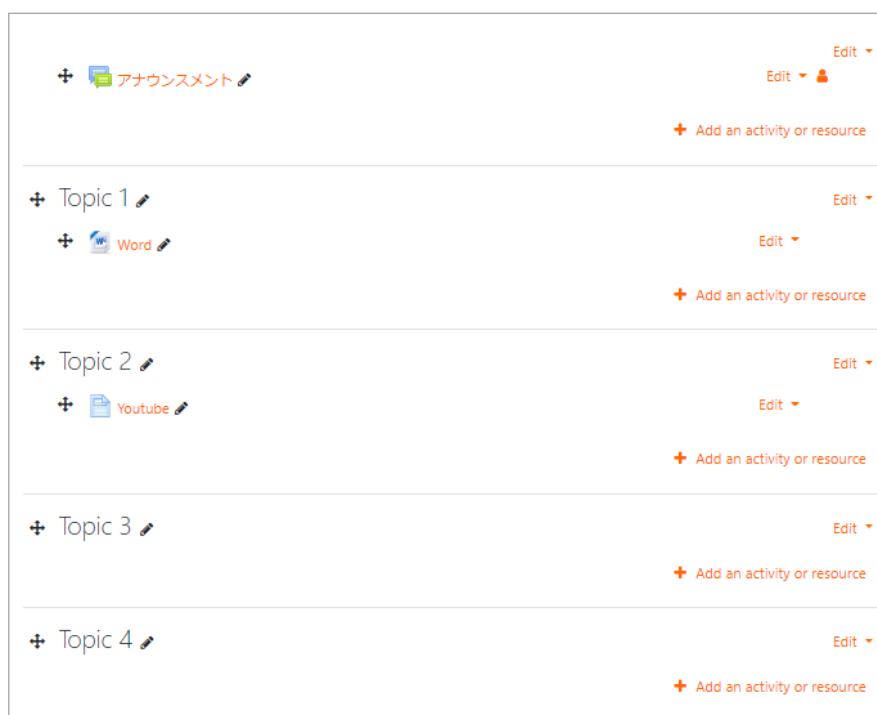 Edit
アナウンスメント Edit
Add an activity or resource
Topic 1 Edit
Word Edit
Add an activity or resource
Topic 2 Edit
Youtube Edit
Add an activity or resource
Topic 3 Edit
Add an activity or resource
Topic 4 Edit
Add an activity or resource